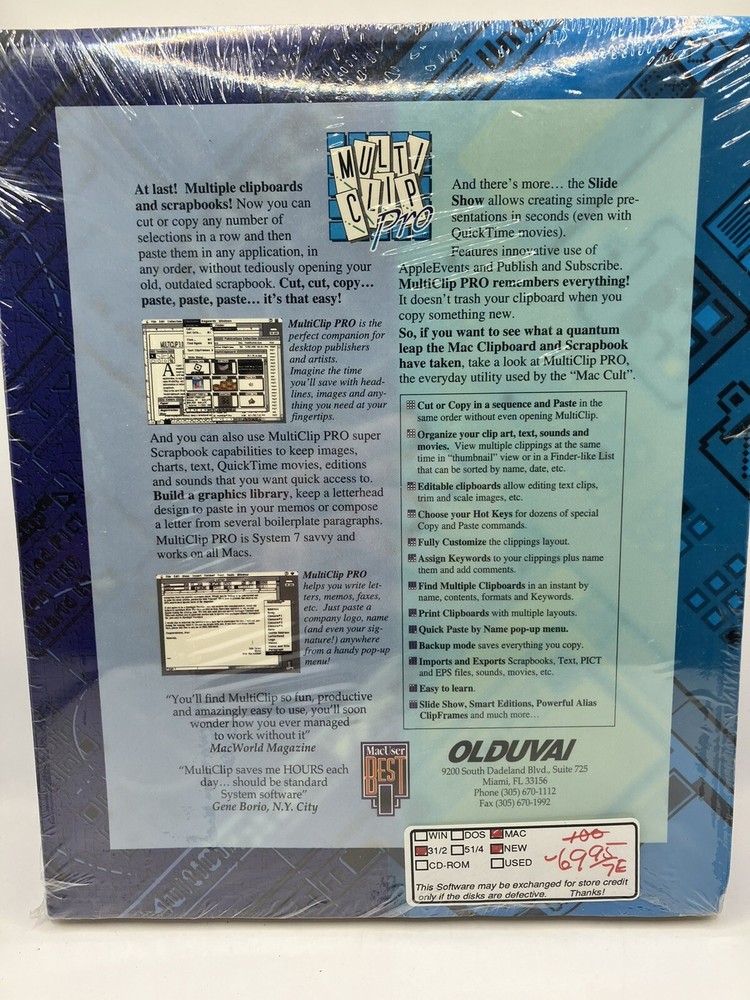 MULTI
CLIP
Pro
At last! Multiple clipboards
and scrapbooks! Now you can
cut or copy any number of
selections in a row and then
paste them in any application, in
any order, without tediously opening your
old, outdated scrapbook. Cut, cut, copy...
paste, paste, paste... it's that easy!
MultiClip PRO is the
perfect companion for
desktop publishers
and artists.
Imagine the time
you'll save with head-
lines, images and any-
thing you need at your
fingertips.
And you can also use MultiClip PRO super
Scrapbook capabilities to keep images,
charts, text, QuickTime movies, editions
and sounds that you want quick access to.
Build a graphics library, keep a letterhead
design to paste in your memos or compose
a letter from several boilerplate paragraphs.
MultiClip PRO is System 7 savvy and
works on all Macs.
MultiClip PRO
helps you write let-
ters, memos, faxes,
etc. Just paste a
company logo, name
(and even your sig-
nature!) anywhere
from a handy pop-up
menu!
"You'll find MultiClip so fun, productive
and amazingly easy to use, you'll soon
wonder how you ever managed
to work without it"
MacWorld Magazine
"MultiClip saves me HOURS each
day... should be standard
System software"
Gene Borio, N.Y. City
And there's more... the Slide
Show allows creating simple pre-
sentations in seconds (even with
QuickTime movies).
Features innovative use of
AppleEvents and Publish and Subscribe.
MultiClip PRO remembers everything!
It doesn't trash your clipboard when you
copy something new.
So, if you want to see what a quantum
leap the Mac Clipboard and Scrapbook
have taken, take a look at MultiClip PRO,
the everyday utility used by the "Mac Cult".
Cut or Copy in a sequence and Paste in the
same order without even opening MultiClip.
Organize your clip art, text, sounds and
movies. View multiple clippings at the same
time in "thumbnail" view or in a Finder-like List
that can be sorted by name, date, etc.
Editable clipboards allow editing text clips,
trim and scale images, etc.
Choose your Hot Keys for dozens of special
Copy and Paste commands.
Fully Customize the clippings layout.
Assign Keywords to your clippings plus name
them and add comments.
Find Multiple Clipboards in an instant by
name, contents, formats and Keywords.
Print Clipboards with multiple layouts.
Quick Paste by Name pop-up menu.
Backup mode saves everything you copy.
Imports and Exports Scrapbooks, Text, PICT
and EPS files, sounds, movies, etc.
Easy to learn.
Slide Show, Smart Editions, Powerful Alias
ClipFrames and much more...
MacUser
BEST
OLDUVAI
9200 South Dadeland Blvd., Suite 725
Miami, FL 33156
Phone (305) 670-1112
Fax (305) 670-1992
WIN DOS MAC
31/2 51/4 NEW
CD-ROM USED
100
6995
7E
This Software may be exchanged for store credit
only if the disks are defective. Thanks!